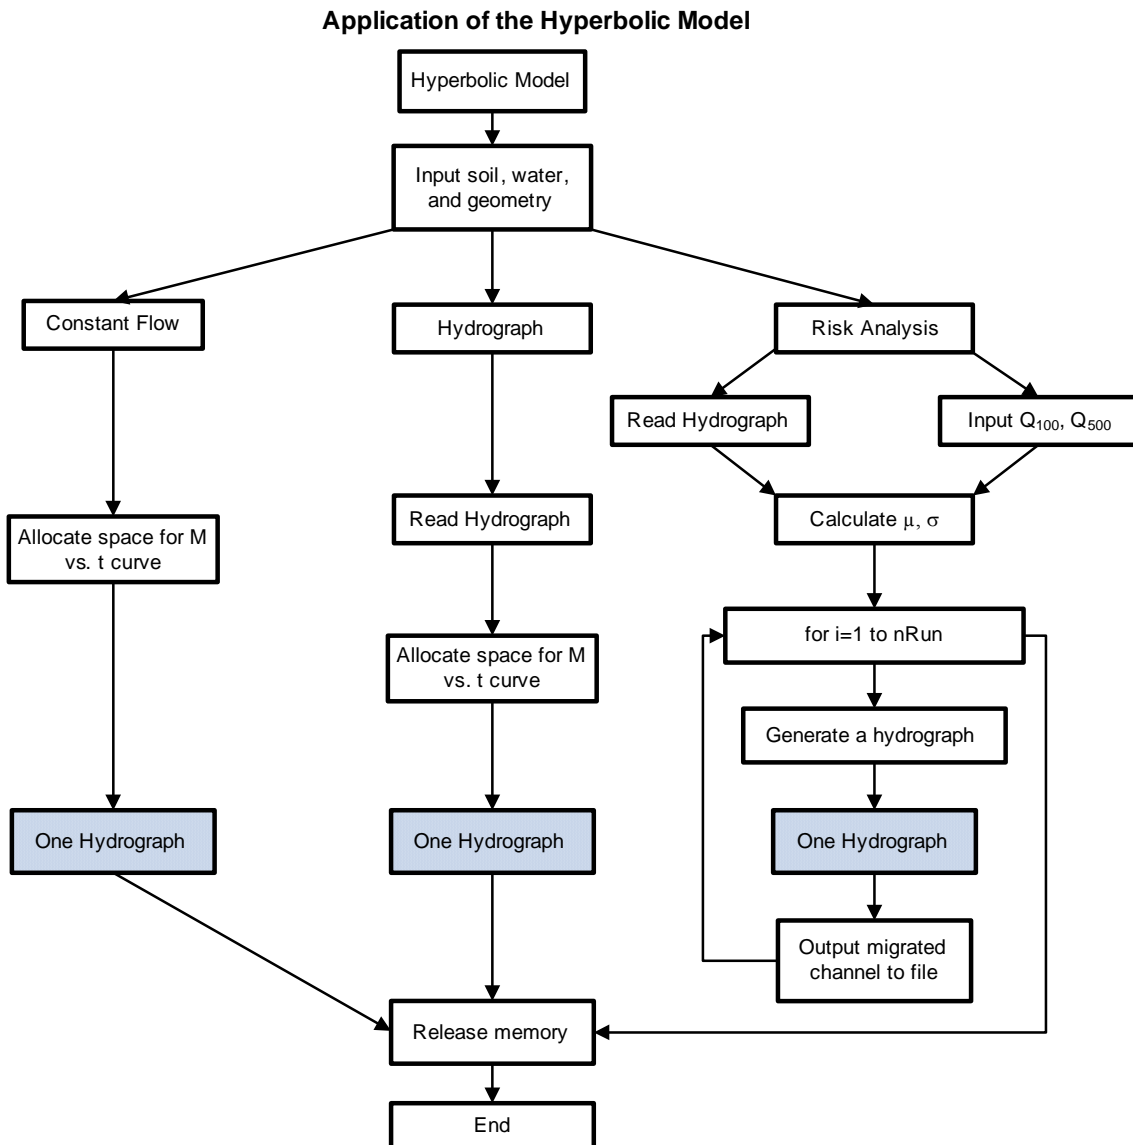 Application of the Hyperbolic Model
Hyperbolic Model
Input soil, water,
and geometry
Constant Flow
Hydrograph
Risk Analysis
Read Hydrograph
Input Q100, Q500
Read Hydrograph
Calculate μ, σ
Allocate space for M
vs. t curve
for i=1 to nRun
Allocate space for M
vs. t curve
Generate a hydrograph
One Hydrograph
One Hydrograph
One Hydrograph
Output migrated
channel to file
Release memory
End